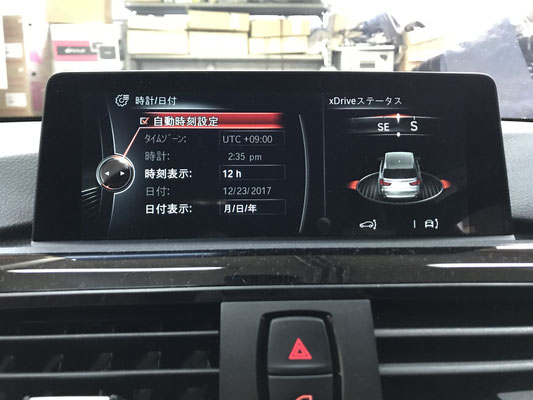 時計/日付
自動時刻設定
ﾀｲﾑｿﾞｰﾝ: UTC +09:00
時計: 2:35 pm
時刻表示: 12 h
日付: 12/23/2017
日付表示: 月/日/年
xDriveステータス
SE S